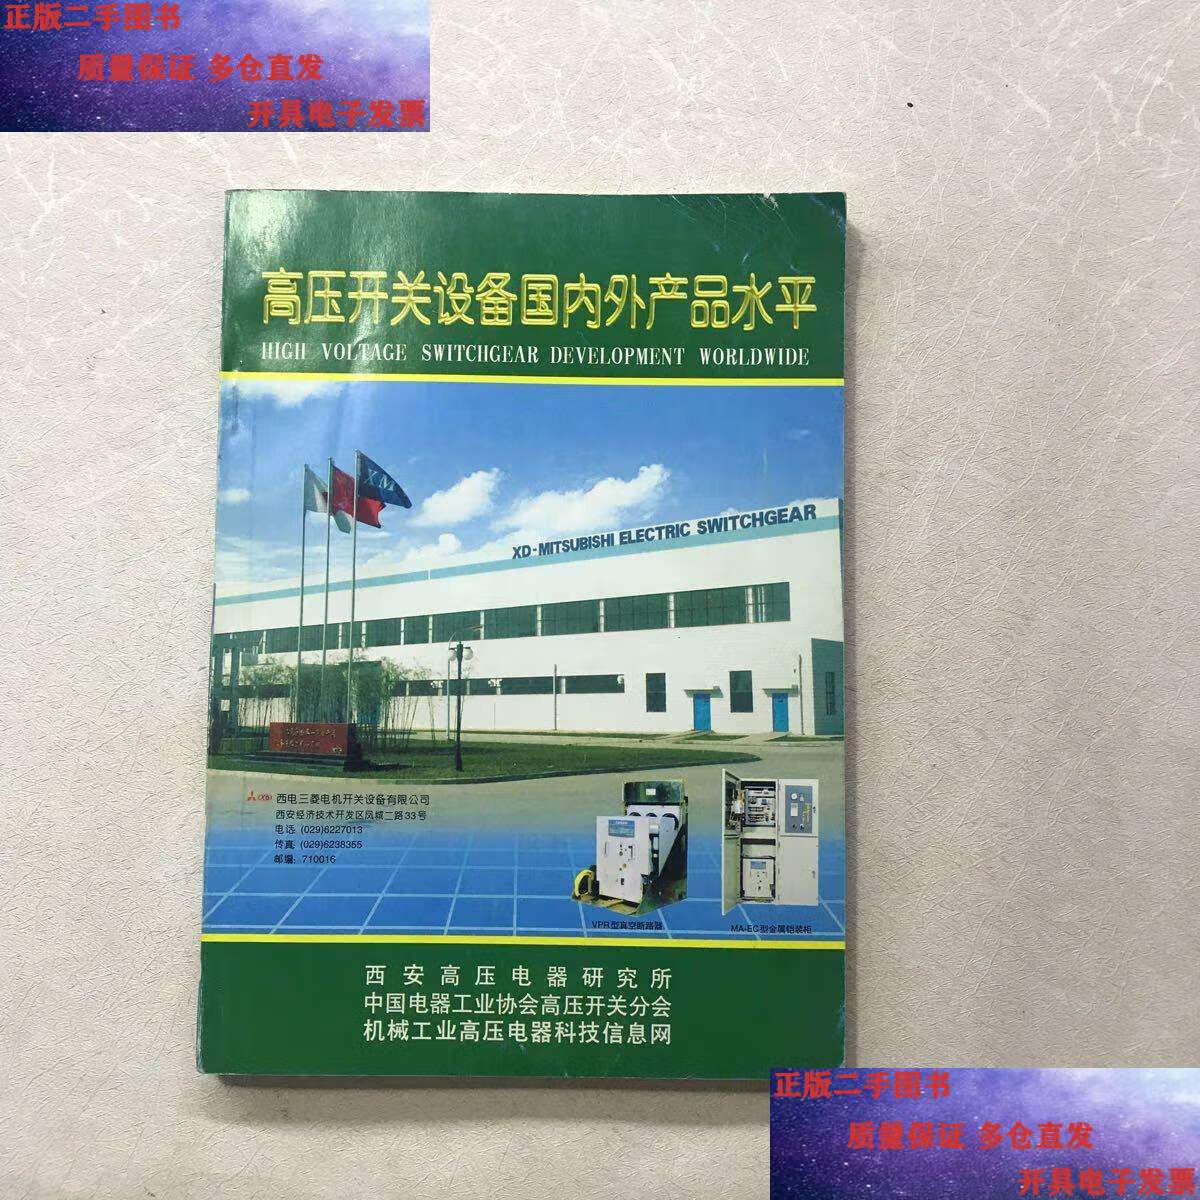 正版二手图书
质量保证 多仓直发
开具电子发票
高压开关设备国内外产品水平
HIGH VOLTAGE SWITCHGEAR DEVELOPMENT WORLDWIDE
XM
XD-MITSUBISHI ELECTRIC SWITCHGEAR
(XD) 西电三菱电机开关设备有限公司
西安经济技术开发区凤城二路33号
电话: (029)6227013
传真: (029)6238355
邮编: 710016
VPR型真空断路器
MA-EC型金属铠装柜
西安高压电器研究所
中国电器工业协会高压开关分会
机械工业高压电器科技信息网
正版二手图书
质量保证 多仓直发
开具电子发票